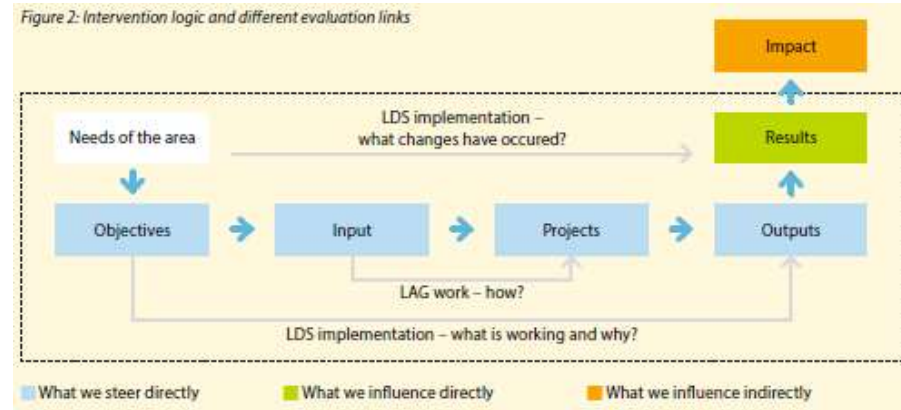 Figure 2: Intervention logic and different evaluation links
Impact
LDS implementation –
what changes have occured?
Needs of the area
Results
Objectives
Input
Projects
Outputs
LAG work – how?
LDS implementation – what is working and why?
What we steer directly
What we influence directly
What we influence indirectly